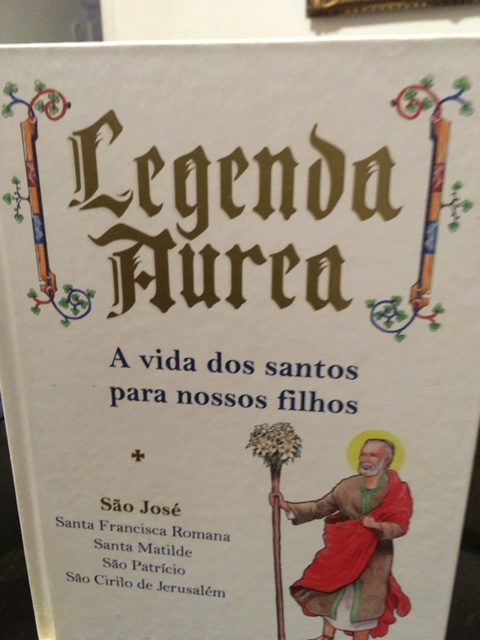 Legenda
Aurea
A vida dos santos
para nossos filhos
São José
Santa Francisca Romana
Santa Matilde
São Patrício
São Cirilo de Jerusalém